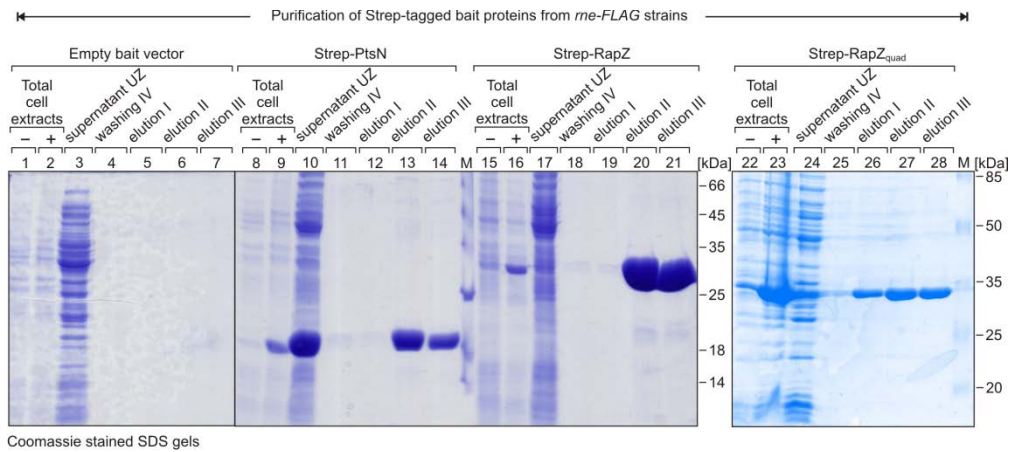 Purification of Strep-tagged bait proteins from rne-FLAG strains
Empty bait vector
Total
cell
extracts
− +
supernatant UZ
washing IV
elution I
elution II
elution III
1 2 3 4 5 6 7
Strep-PtsN
Total
cell
extracts
− +
supernatant UZ
washing IV
elution I
elution II
elution III
8 9 10 11 12 13 14 M
Strep-RapZ
Total
cell
extracts
− +
supernatant UZ
washing IV
elution I
elution II
elution III
15 16 17 18 19 20 21 [kDa]
66
45
35
25
18
14
Strep-RapZquad
Total
cell
extracts
− +
supernatant UZ
washing IV
elution I
elution II
elution III
22 23 24 25 26 27 28 M [kDa]
85
50
35
25
20
Coomassie stained SDS gels